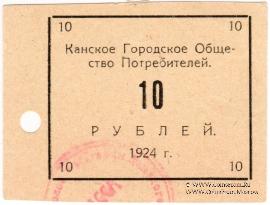 10 10
Канское Городское Обще-
ство Потребителей.
10
РУБЛЕЙ.
1924 г.
10 10